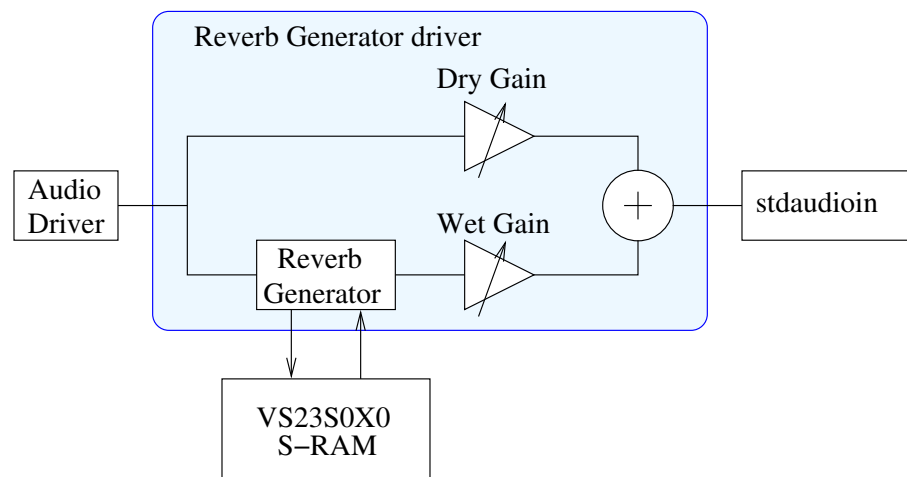 Reverb Generator driver
Dry Gain
Audio
Driver
+
stdaudioin
Wet Gain
Reverb
Generator
VS23S0X0
S−RAM